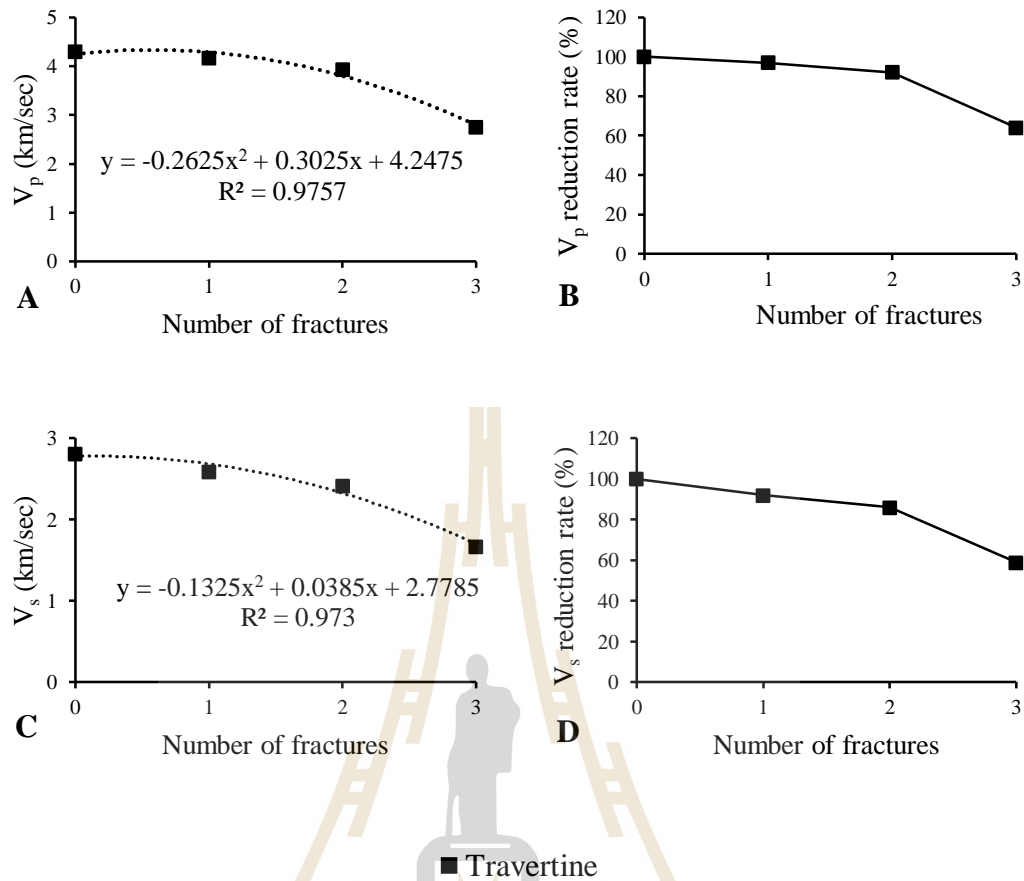 5
4
3
2
1
0
V_p (km/sec)
y = -0.2625x² + 0.3025x + 4.2475
R² = 0.9757
0 1 2 3
A
Number of fractures
120
100
80
60
40
20
0
V_p reduction rate (%)
0 1 2 3
B
Number of fractures
3
2
1
0
V_s (km/sec)
y = -0.1325x² + 0.0385x + 2.7785
R² = 0.973
0 1 2 3
C
Number of fractures
120
100
80
60
40
20
0
V_s reduction rate (%)
0 1 2 3
D
Number of fractures
Travertine